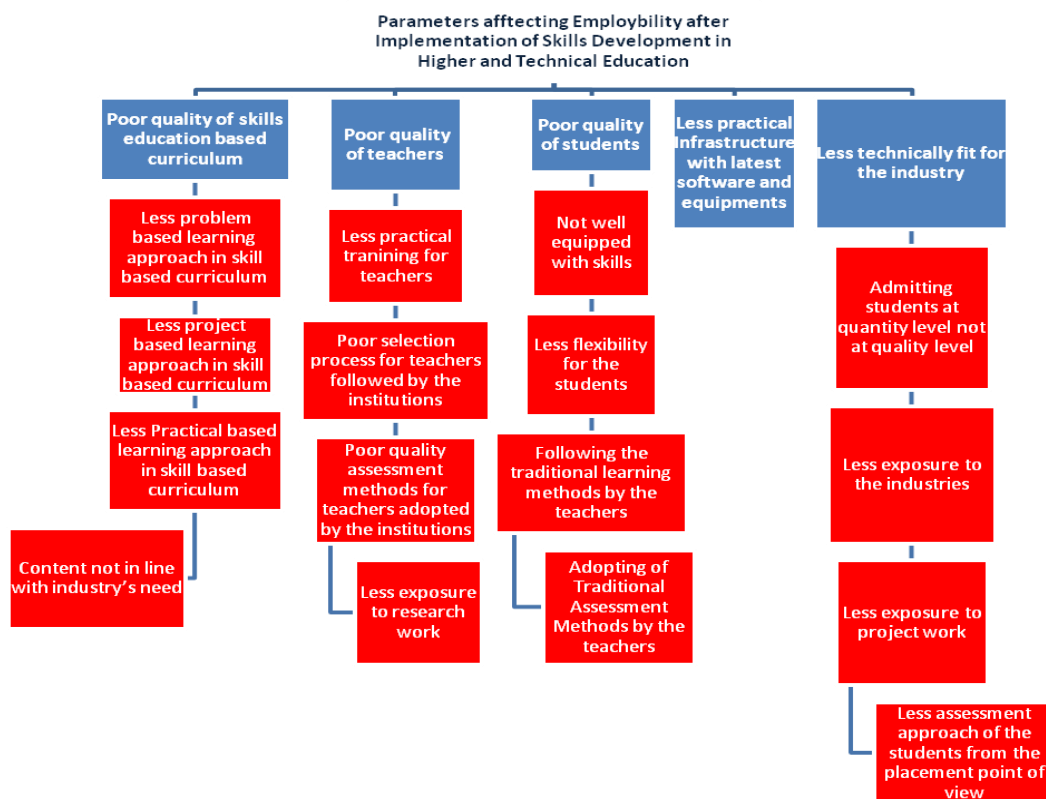 Parameters afftecting Employbility after
Implementation of Skills Development in
Higher and Technical Education
Poor quality of skills
education based
curriculum
Less problem
based learning
approach in skill
based curriculum
Less project
based learning
approach in skill
based curriculum
Less Practical based
learning approach
in skill based
curriculum
Content not in line
with industry's need
Poor quality
of teachers
Less practical
tranining for
teachers
Poor selection
process for teachers
followed by the
institutions
Poor quality
assessment
methods for
teachers adopted
by the institutions
Less exposure
to research
work
Poor quality
of students
Not well
equipped
with skills
Less flexibility
for the
students
Following the
traditional learning
methods by the
teachers
Adopting of
Traditional
Assessment
Methods by the
teachers
Less practical
Infrastructure
with latest
software and
equipments
Less technically fit for
the industry
Admitting
students at
quantity level not
at quality level
Less exposure to
the industries
Less exposure to
project work
Less assessment
approach of the
students from the
placement point of
view